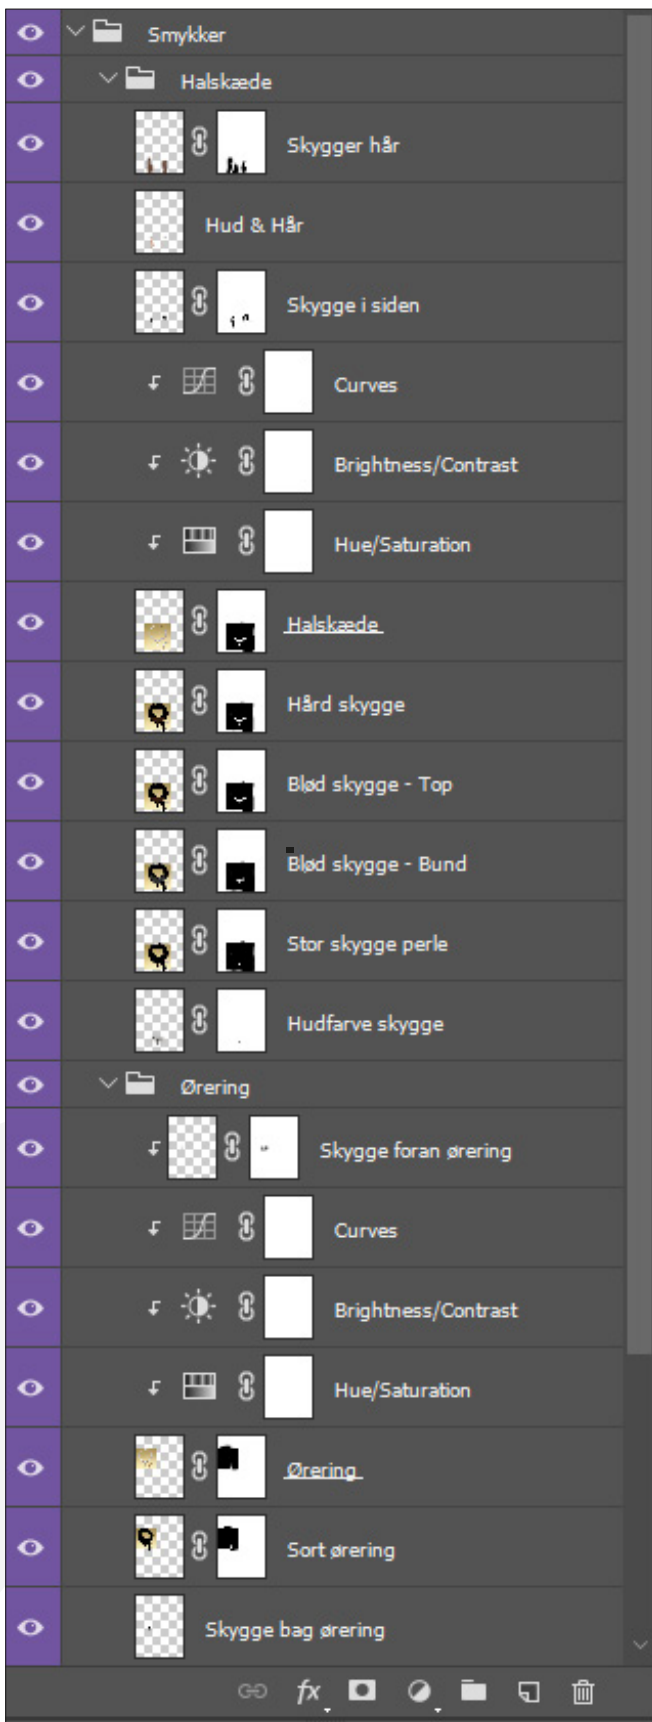 Smykker
Halskæde
Skygger hår
Hud & Hår
Skygge i siden
Curves
Brightness/Contrast
Hue/Saturation
Halskæde
Hård skygge
Blød skygge - Top
Blød skygge - Bund
Stor skygge perle
Hudfarve skygge
Ørering
Skygge foran ørering
Curves
Brightness/Contrast
Hue/Saturation
Ørering
Sort ørering
Skygge bag ørering
fx